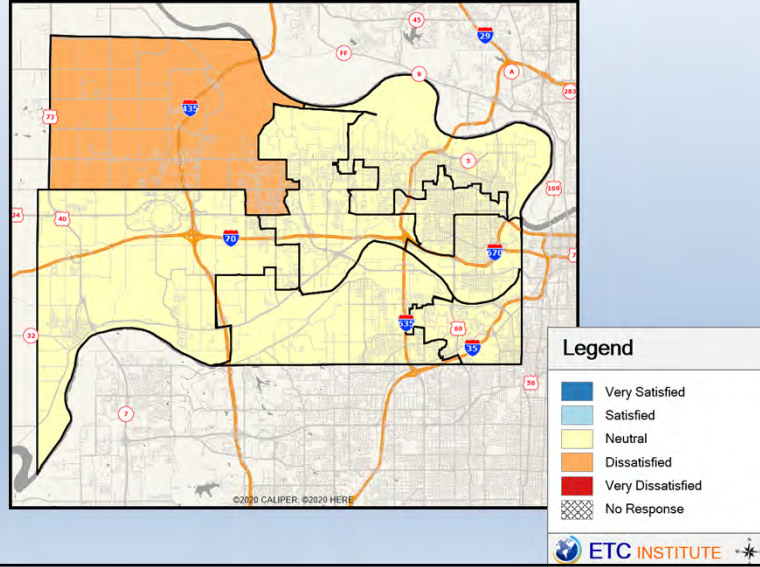 45
29
FF
9
A
283
435
73
5
169
24
40
70
670
7
32
635
69
35
56
7
©2020 CALIPER, ©2020 HERE
Legend
Very Satisfied
Satisfied
Neutral
Dissatisfied
Very Dissatisfied
No Response
ETC INSTITUTE